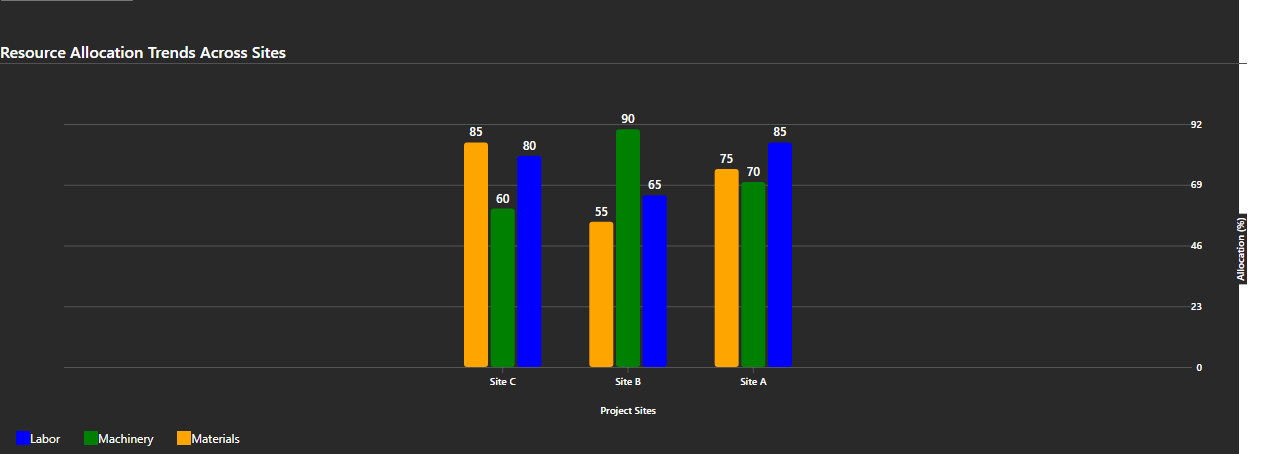 Resource Allocation Trends Across Sites
92
69
46
23
0
Allocation (%)
85
60
80
55
90
65
75
70
85
Site C
Site B
Site A
Project Sites
Labor
Machinery
Materials